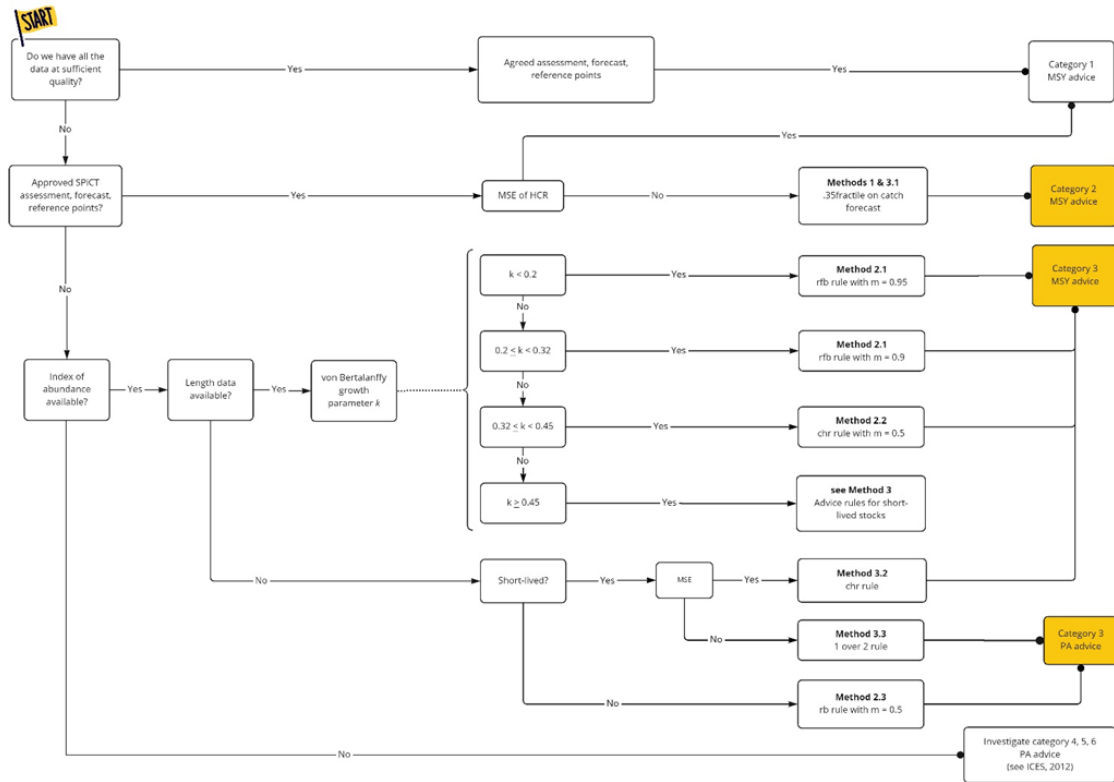 START
Do we have all the
data at sufficient
quality?
Yes
Agreed assessment, forecast,
reference points
Yes
Category 1
MSY advice
No
Yes
Approved SPiCT
assessment, forecast,
reference points?
Yes
MSE of HCR
No
Methods 1 & 3.1
.35fractile on catch
forecast
Category 2
MSY advice
No
k < 0.2
Yes
Method 2.1
rfb rule with m = 0.95
Category 3
MSY advice
No
0.2 ≤ k < 0.32
Yes
Method 2.1
rfb rule with m = 0.9
Index of
abundance
available?
Yes
Length data
available?
Yes
von Bertalanffy
growth
parameter k
No
0.32 ≤ k < 0.45
Yes
Method 2.2
chr rule with m = 0.5
No
k ≥ 0.45
Yes
see Method 3
Advice rules for short-
lived stocks
No
Short-lived?
Yes
MSE
Yes
Method 3.2
chr rule
No
Method 3.3
1 over 2 rule
Category 3
PA advice
No
Method 2.3
rb rule with m = 0.5
No
Investigate category 4, 5, 6
PA advice
(see ICES, 2012)